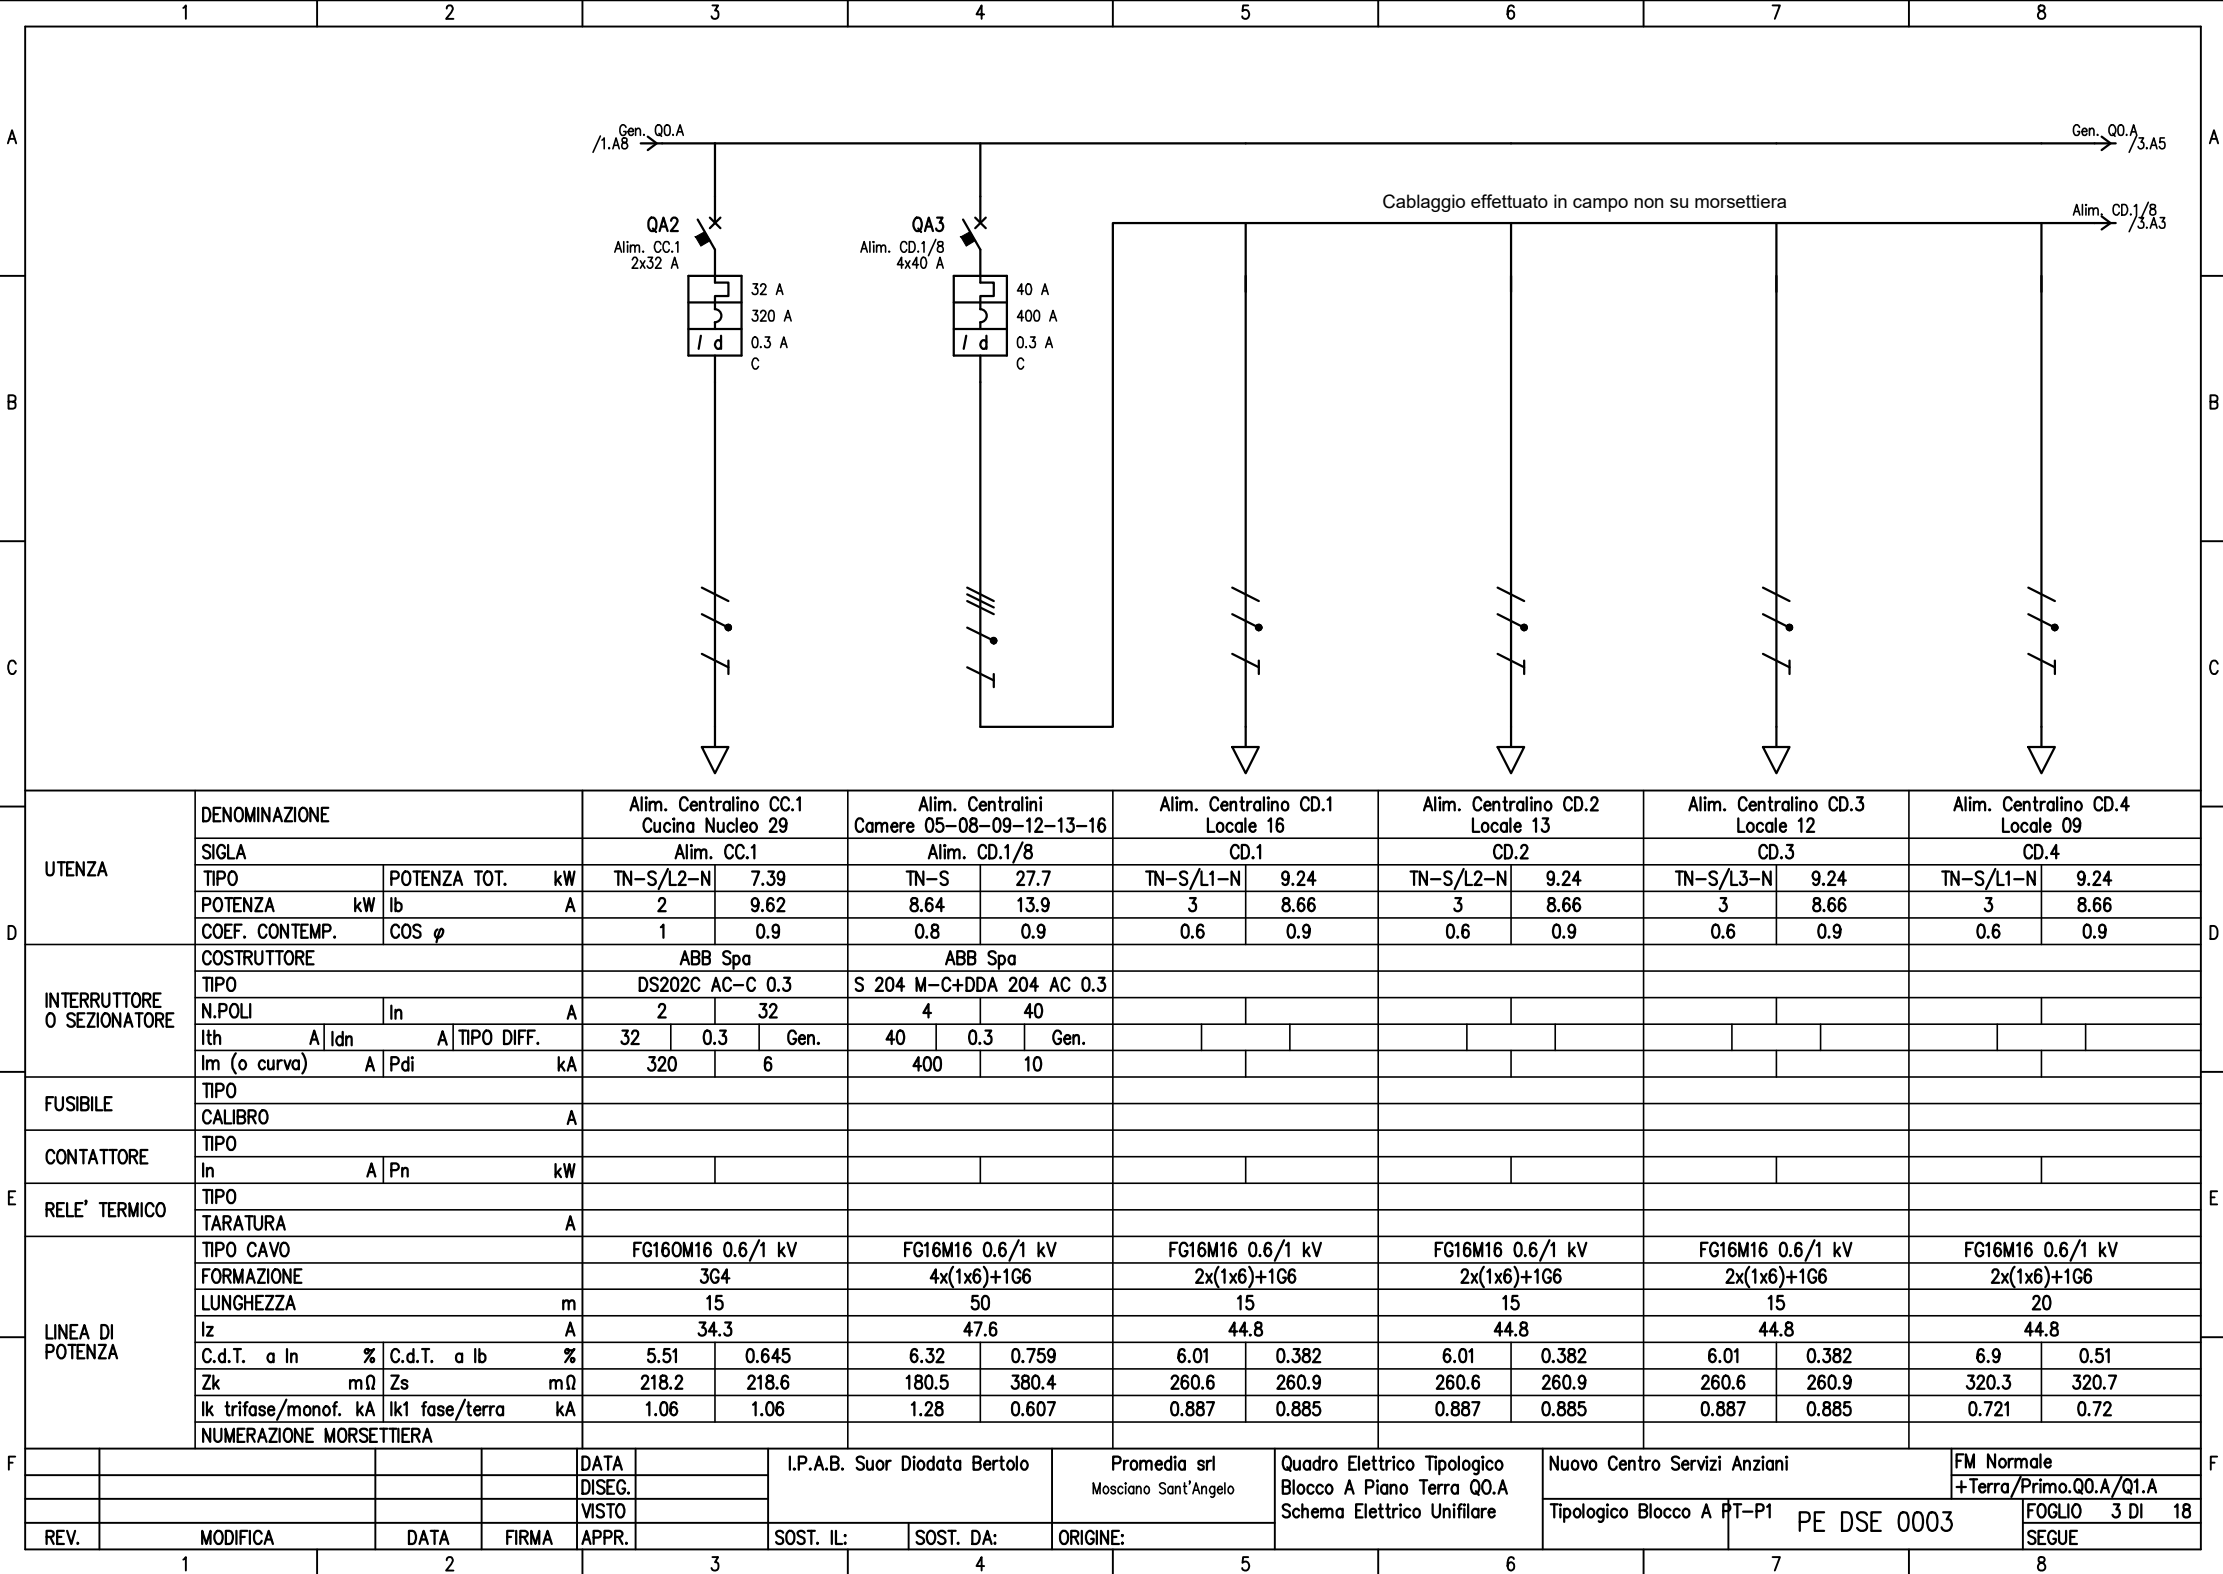 1 2 3 4 5 6 7 8
A A
Gen. Q0.A
/1.A8
Gen. Q0.A
/3.A5
Cablaggio effettuato in campo non su morsettiera
Alim. CD.1/8
/3.A3
QA2
Alim. CC.1
2x32 A
32 A
320 A
I d 0.3 A
C
QA3
Alim. CD.1/8
4x40 A
40 A
400 A
I d 0.3 A
C
B B
C C
D D
E E
F F
UTENZA
DENOMINAZIONE
Alim. Centralino CC.1
Cucina Nucleo 29
Alim. Centralini
Camere 05-08-09-12-13-16
Alim. Centralino CD.1
Locale 16
Alim. Centralino CD.2
Locale 13
Alim. Centralino CD.3
Locale 12
Alim. Centralino CD.4
Locale 09
SIGLA Alim. CC.1 Alim. CD.1/8 CD.1 CD.2 CD.3 CD.4
TIPO POTENZA TOT. kW TN-S/L2-N 7.39 TN-S 27.7 TN-S/L1-N 9.24 TN-S/L2-N 9.24 TN-S/L3-N 9.24 TN-S/L1-N 9.24
POTENZA kW Ib A 2 9.62 8.64 13.9 3 8.66 3 8.66 3 8.66 3 8.66
COEF. CONTEMP. COS φ 1 0.9 0.8 0.9 0.6 0.9 0.6 0.9 0.6 0.9 0.6 0.9
INTERRUTTORE
O SEZIONATORE
COSTRUTTORE ABB Spa ABB Spa
TIPO DS202C AC-C 0.3 S 204 M-C+DDA 204 AC 0.3
N.POLI In A 2 32 4 40
Ith A Idn A TIPO DIFF. 32 0.3 Gen. 40 0.3 Gen.
Im (o curva) A Pdi kA 320 6 400 10
FUSIBILE
TIPO
CALIBRO A
CONTATTORE
TIPO
In A Pn kW
RELE' TERMICO
TIPO
TARATURA A
LINEA DI
POTENZA
TIPO CAVO FG16OM16 0.6/1 kV FG16M16 0.6/1 kV FG16M16 0.6/1 kV FG16M16 0.6/1 kV FG16M16 0.6/1 kV FG16M16 0.6/1 kV
FORMAZIONE 3G4 4x(1x6)+1G6 2x(1x6)+1G6 2x(1x6)+1G6 2x(1x6)+1G6 2x(1x6)+1G6
LUNGHEZZA m 15 50 15 15 15 20
Iz A 34.3 47.6 44.8 44.8 44.8 44.8
C.d.T. a In % C.d.T. a Ib % 5.51 0.645 6.32 0.759 6.01 0.382 6.01 0.382 6.01 0.382 6.9 0.51
Zk mΩ Zs mΩ 218.2 218.6 180.5 380.4 260.6 260.9 260.6 260.9 260.6 260.9 320.3 320.7
Ik trifase/monof. kA Ik1 fase/terra kA 1.06 1.06 1.28 0.607 0.887 0.885 0.887 0.885 0.887 0.885 0.721 0.72
NUMERAZIONE MORSETTIERA
DATA
DISEG.
VISTO
REV. MODIFICA DATA FIRMA APPR.
I.P.A.B. Suor Diodata Bertolo
SOST. IL: SOST. DA: ORIGINE:
Promedia srl
Mosciano Sant'Angelo
Quadro Elettrico Tipologico
Blocco A Piano Terra Q0.A
Schema Elettrico Unifilare
Nuovo Centro Servizi Anziani
Tipologico Blocco A PT-P1
PE DSE 0003
FM Normale
+Terra/Primo.Q0.A/Q1.A
FOGLIO 3 DI 18
SEGUE
1 2 3 4 5 6 7 8